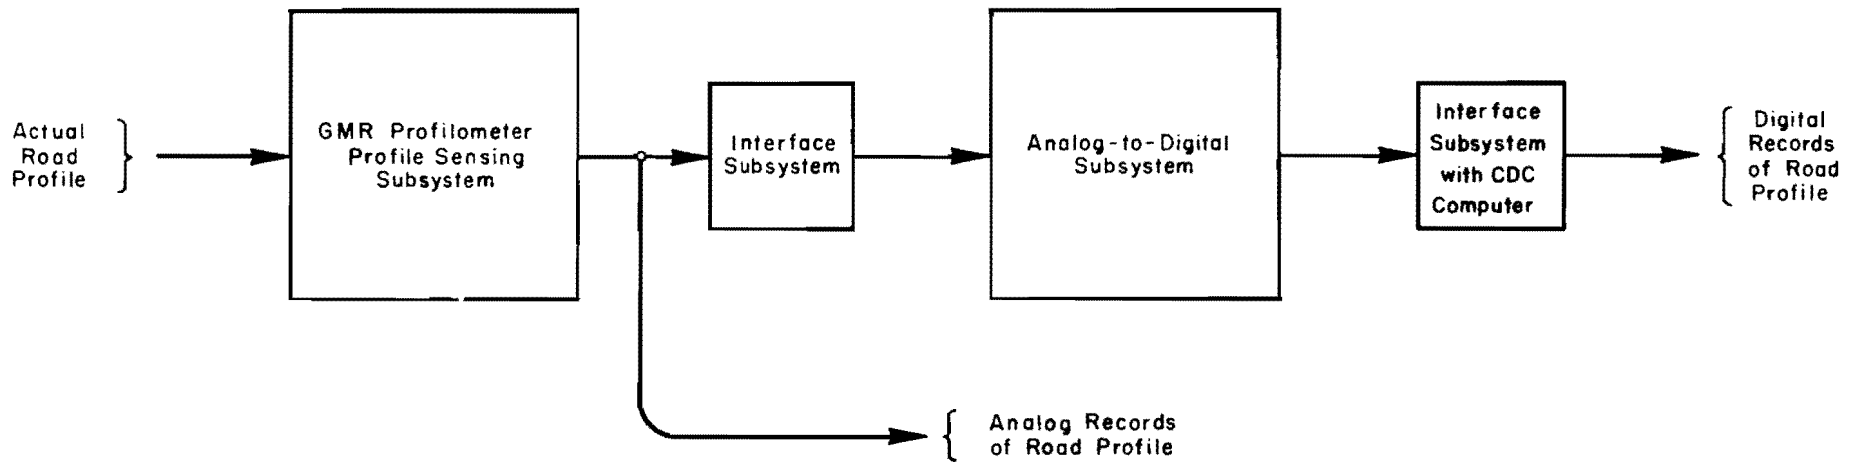 Actual
Road
Profile
GMR Profilometer
Profile Sensing
Subsystem
Interface
Subsystem
Analog-to-Digital
Subsystem
Interface
Subsystem
with CDC
Computer
Digital
Records
of Road
Profile
Analog Records
of Road Profile